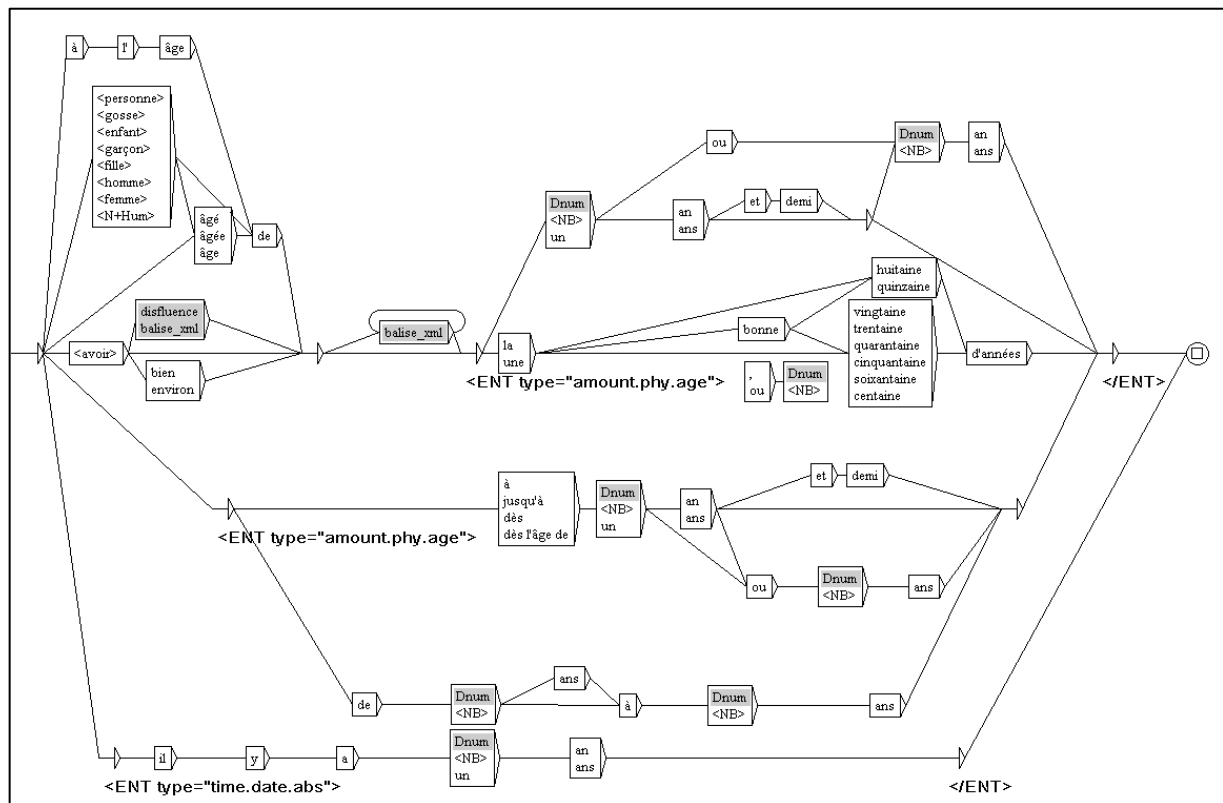 à l' âge
<personne>
<gosse>
<enfant>
<garçon>
<fille>
<homme>
<femme>
<N+Hum>
âgé
âgée
âge
de
disfluence
balise_xml
<avoir>
bien
environ
balise_xml
Dnum
<NB>
un
ou
Dnum
<NB>
an
ans
an
ans
et demi
la
une
bonne
huitaine
quinzaine
vingtaine
trentaine
quarantaine
cinquantaine
soixantaine
centaine
d'années
,
ou
Dnum
<NB>
<ENT type="amount.phy.age">
</ENT>
<ENT type="amount.phy.age">
à
jusqu'à
dès
dès l'âge de
Dnum
<NB>
un
an
ans
et demi
ou
Dnum
<NB>
ans
de
Dnum
<NB>
ans
à
Dnum
<NB>
ans
il y a
Dnum
<NB>
un
an
ans
<ENT type="time.date.abs">
</ENT>